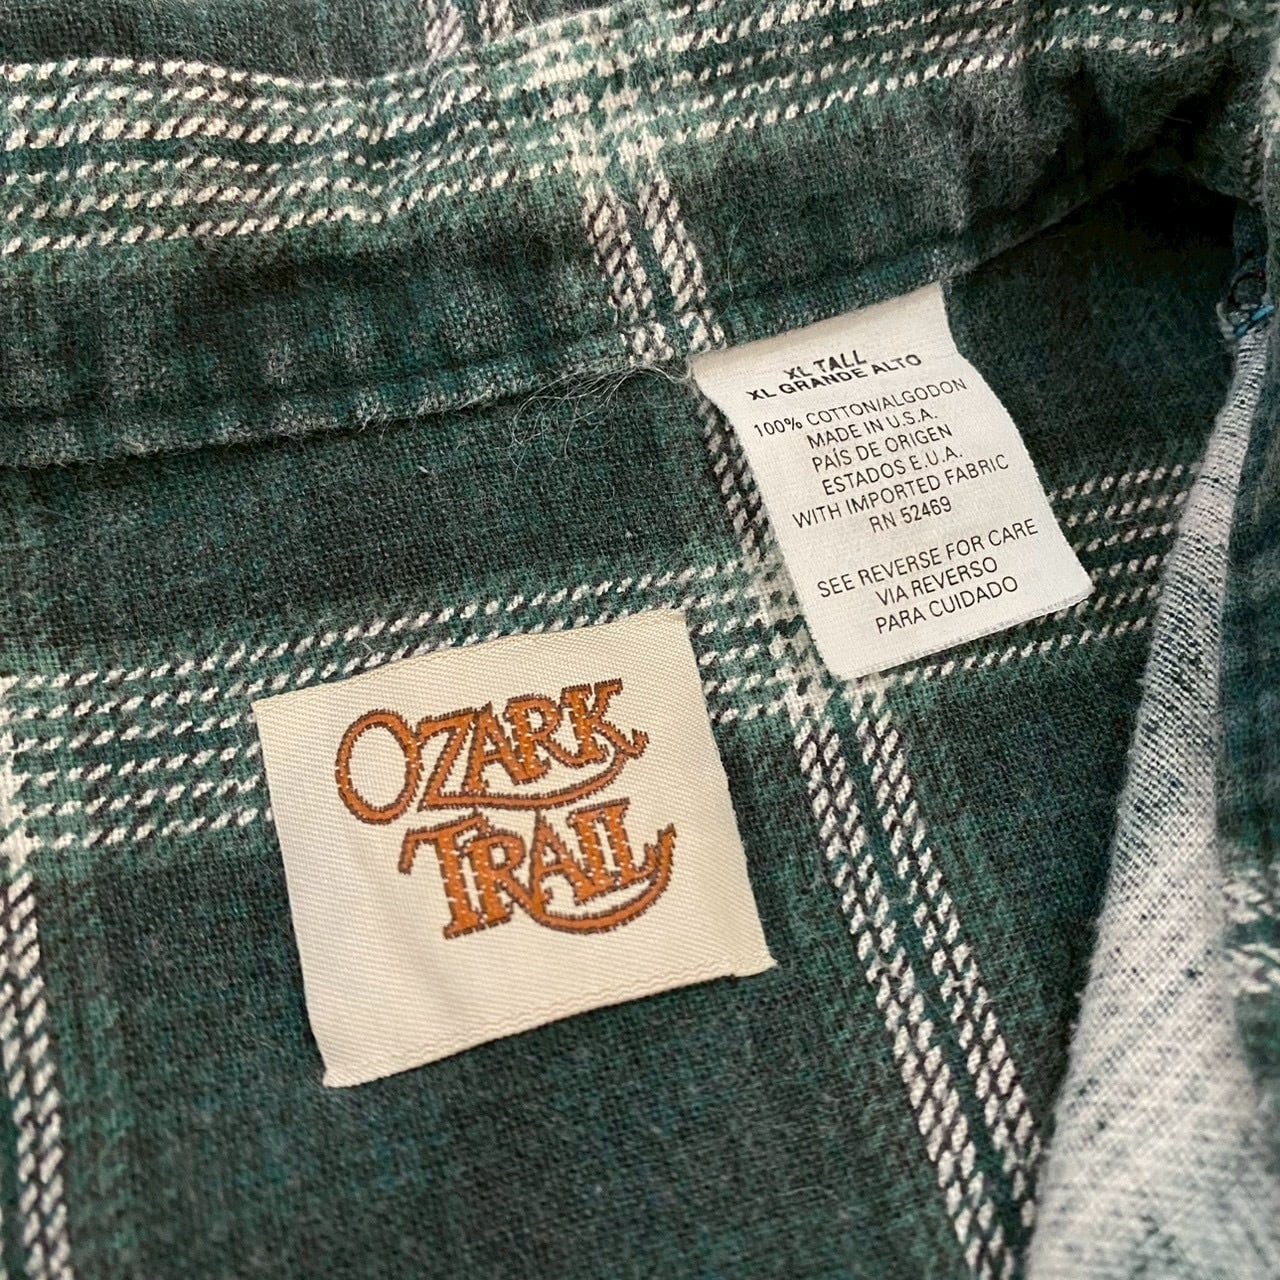 XL TALL
XL GRANDE ALTO
100% COTTON/ALGODON
MADE IN U.S.A.
PAÍS DE ORIGEN
ESTADOS E.U.A.
WITH IMPORTED FABRIC
RN 52469
SEE REVERSE FOR CARE
VIA REVERSO
PARA CUIDADO
OZARK
TRAIL